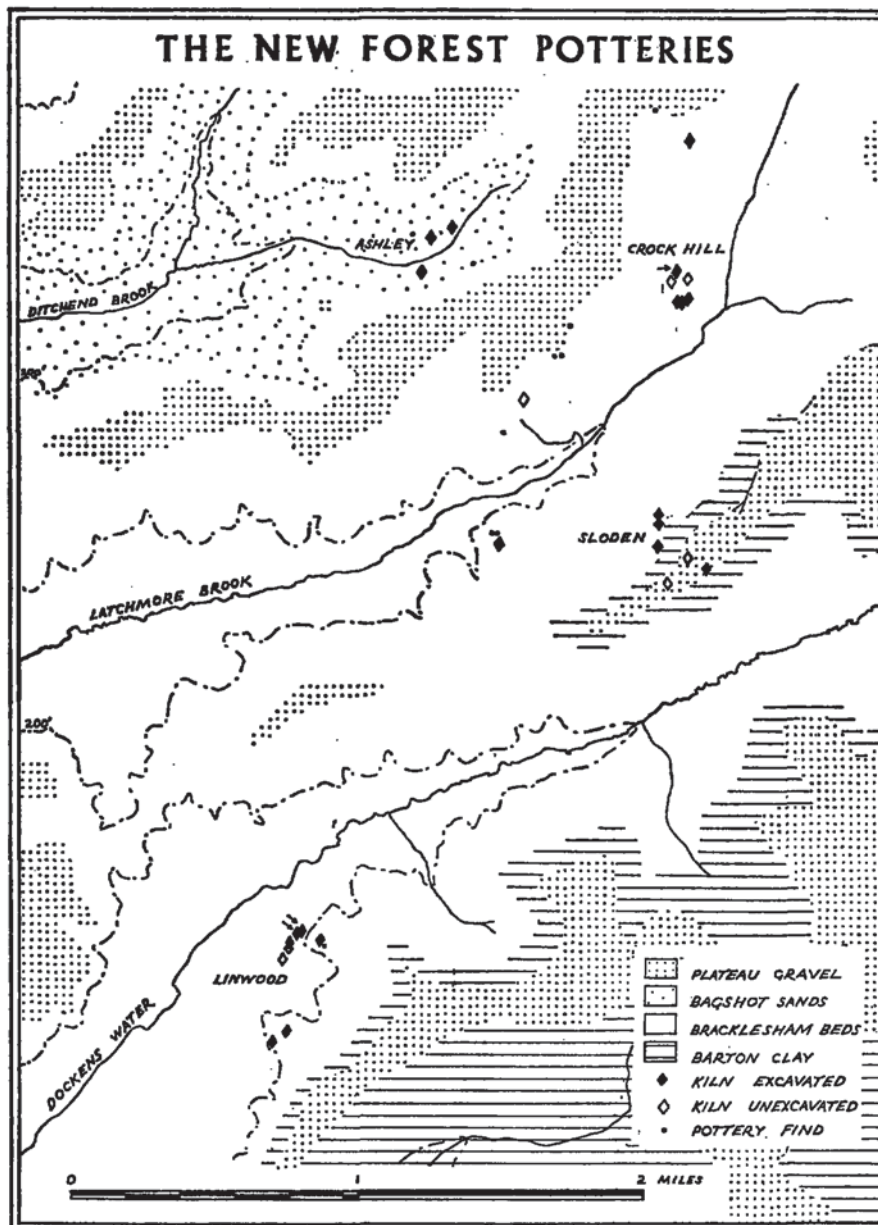 THE NEW FOREST POTTERIES
ASHLEY
CROCK HILL
DITCHEND BROOK
SLODEN
LATCHMORE BROOK
200'
LINWOOD
DOCKENS WATER
PLATEAU GRAVEL
BAGSHOT SANDS
BRACKLESHAM BEDS
BARTON CLAY
KILN EXCAVATED
KILN UNEXCAVATED
POTTERY FIND
0 1 2 MILES